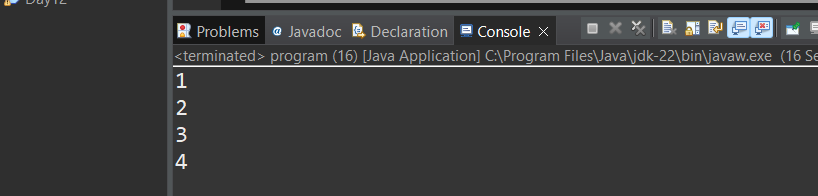 Day12
Problems Javadoc Declaration Console
<terminated> program (16) [Java Application] C:\Program Files\Java\jdk-22\bin\javaw.exe (16 Se
1
2
3
4